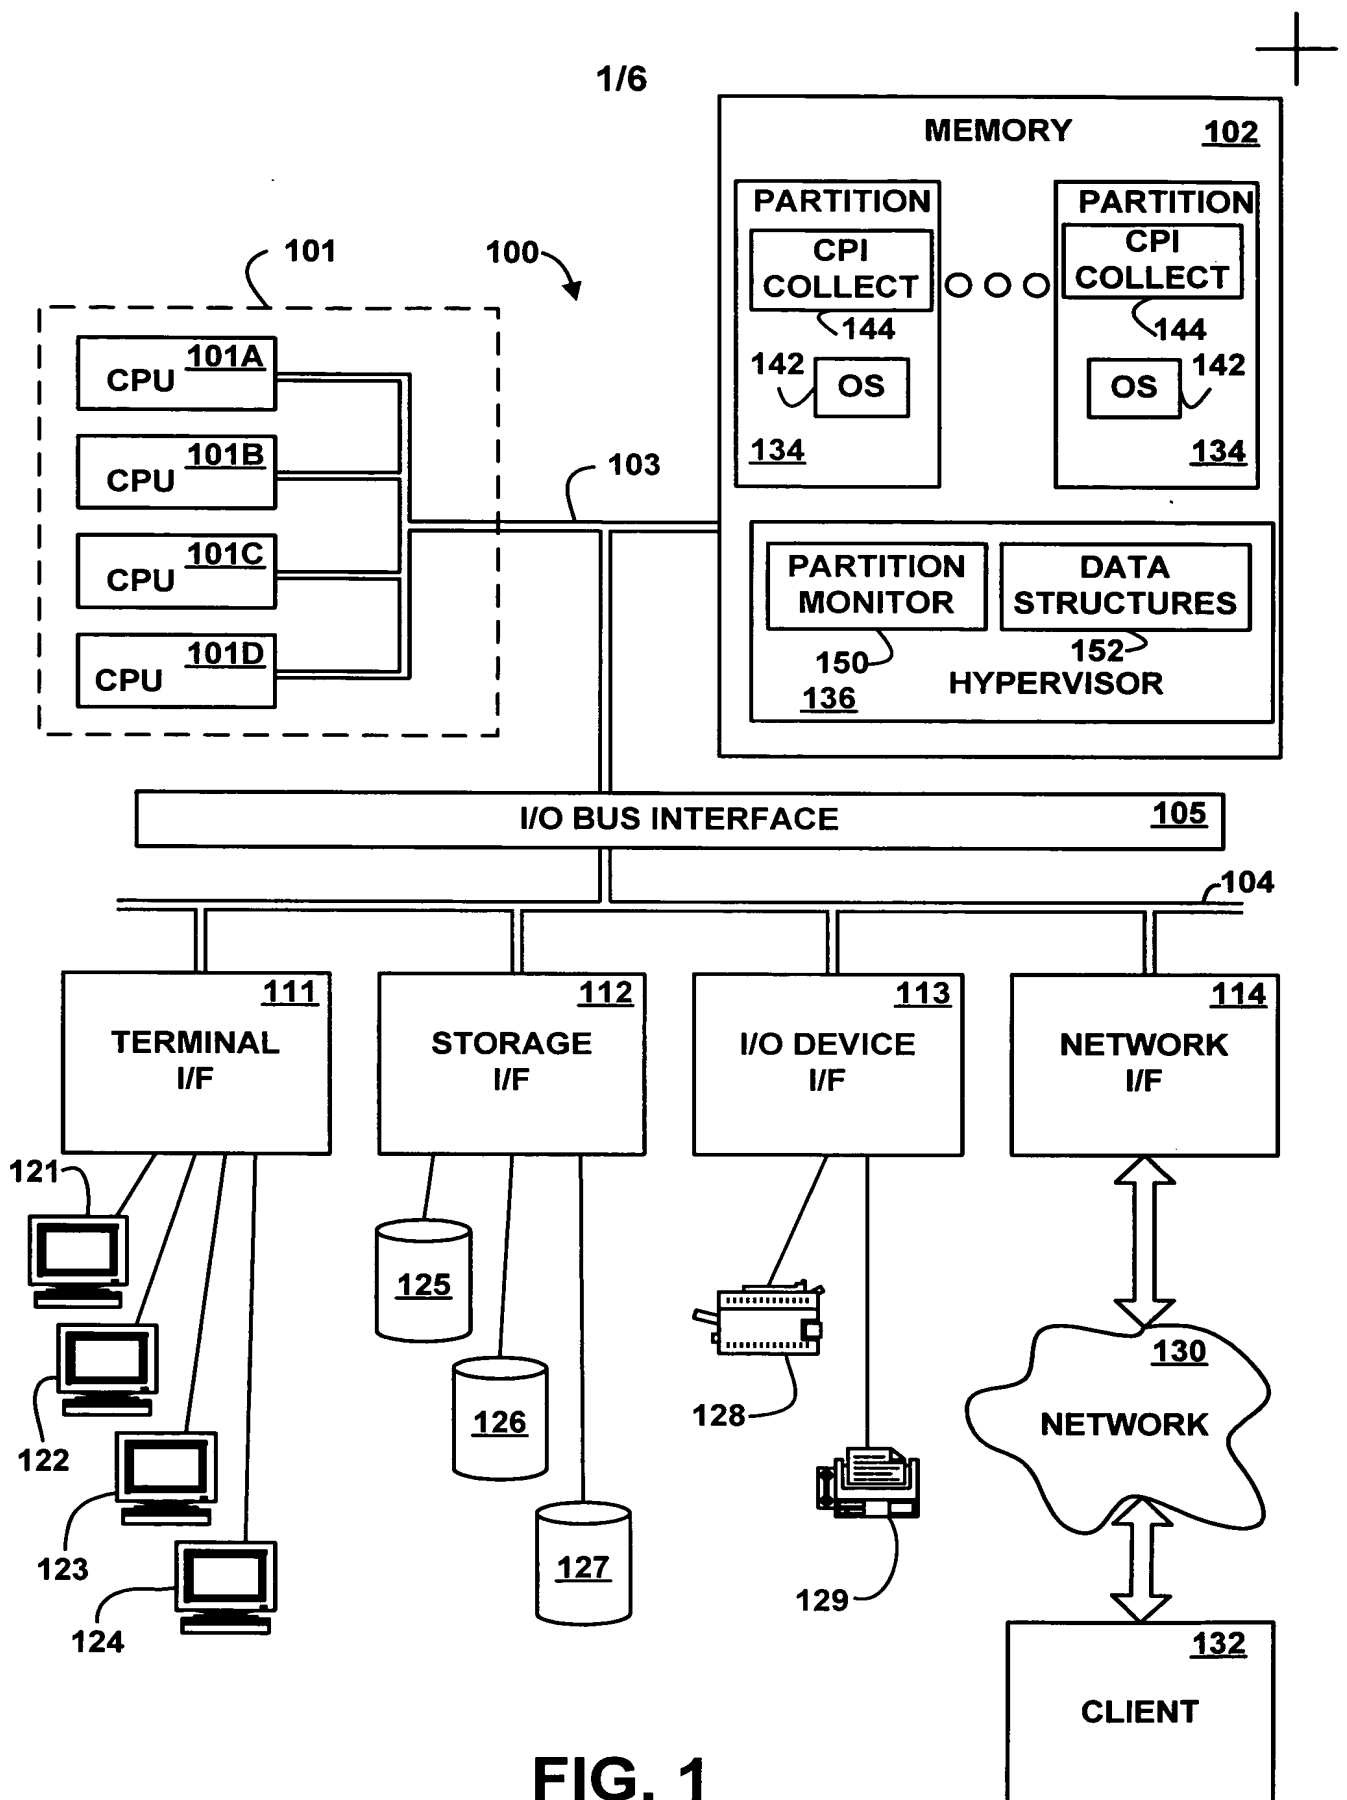 1/6
MEMORY 102
PARTITION
CPI
COLLECT
144
142
OS
134
PARTITION
CPI
COLLECT
144
142
OS
134
PARTITION
MONITOR
150
DATA
STRUCTURES
152
HYPERVISOR
136
100
101
CPU 101A
CPU 101B
CPU 101C
CPU 101D
103
I/O BUS INTERFACE 105
104
111
TERMINAL
I/F
112
STORAGE
I/F
113
I/O DEVICE
I/F
114
NETWORK
I/F
121
122
123
124
125
126
127
128
129
130
NETWORK
132
CLIENT
FIG. 1